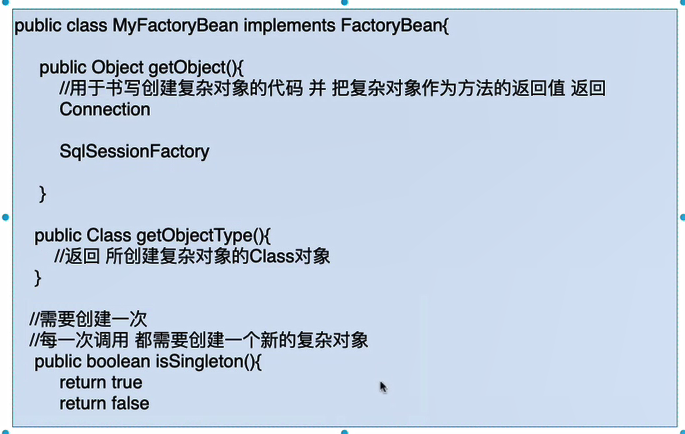 public class MyFactoryBean implements FactoryBean{
public Object getObject(){
//用于书写创建复杂对象的代码 并 把复杂对象作为方法的返回值 返回
Connection
SqlSessionFactory
}
public Class getObjectType(){
//返回 所创建复杂对象的Class对象
}
//需要创建一次
//每一次调用 都需要创建一个新的复杂对象
public boolean isSingleton(){
return true
return false